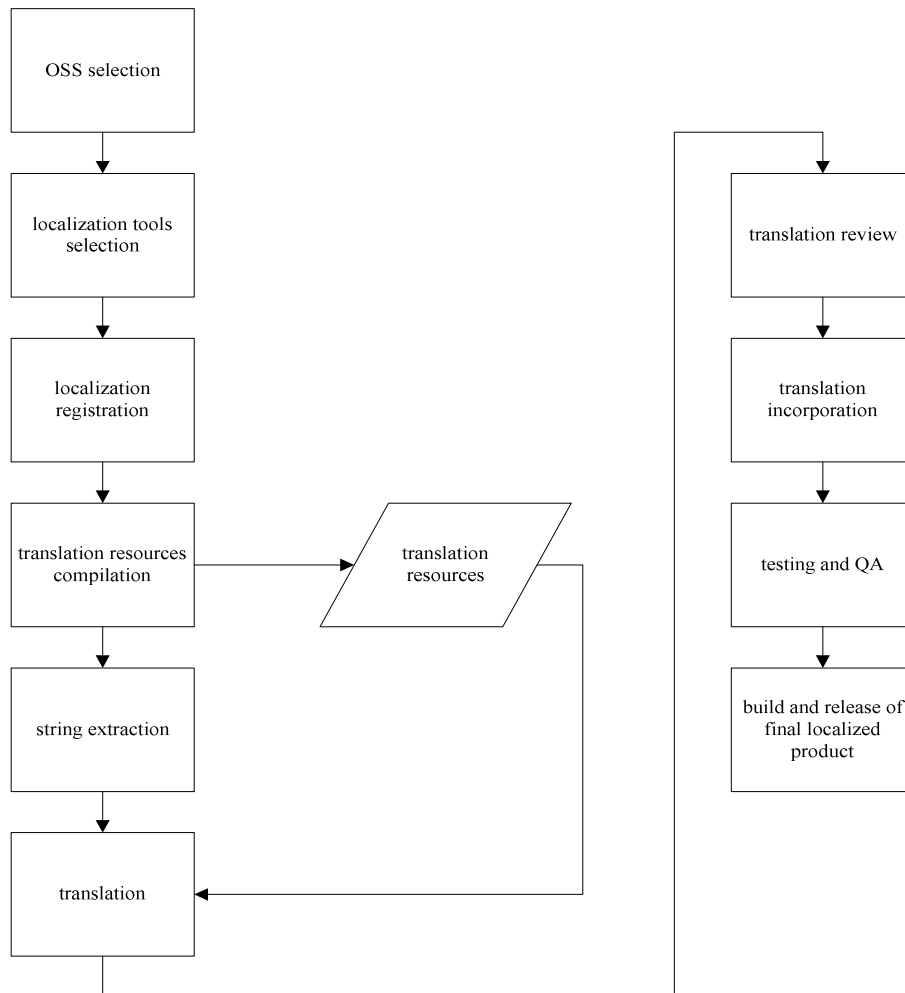 OSS selection
localization tools
selection
localization
registration
translation resources
compilation
translation
resources
string extraction
translation
translation review
translation
incorporation
testing and QA
build and release of
final localized
product